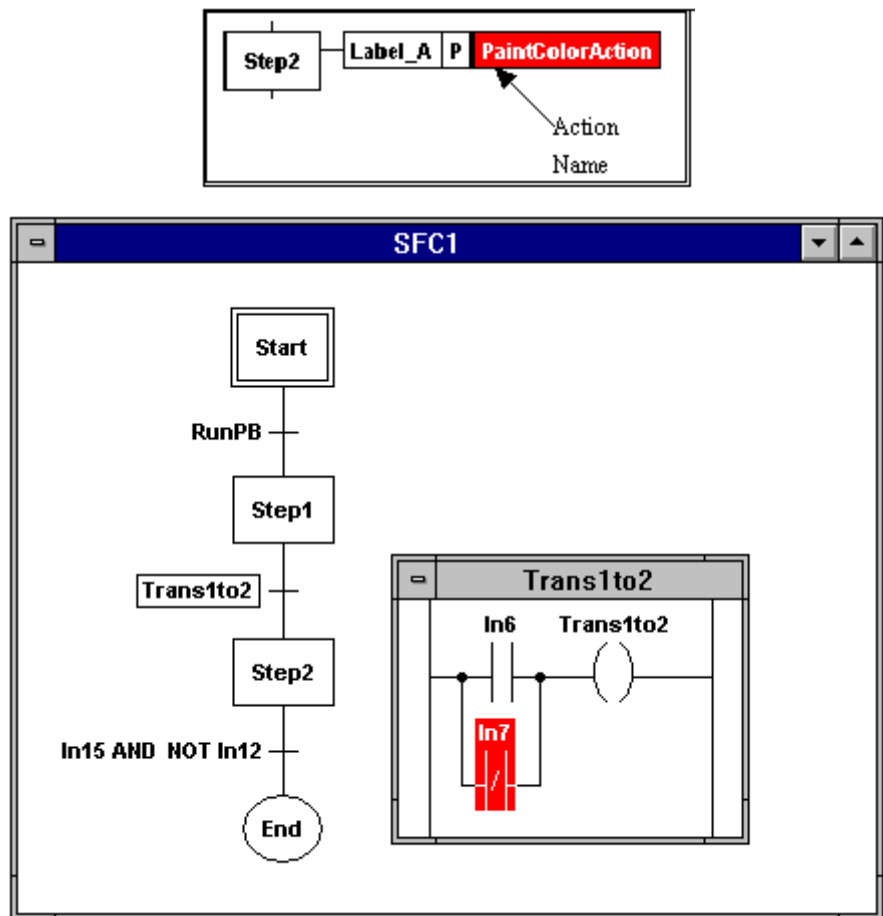 Step2 Label_A P PaintColorAction
Action
Name
SFC1
Start
RunPB
Step1
Trans1to2
Step2
In15 AND NOT In12
End
Trans1to2
In6 Trans1to2
In7
/